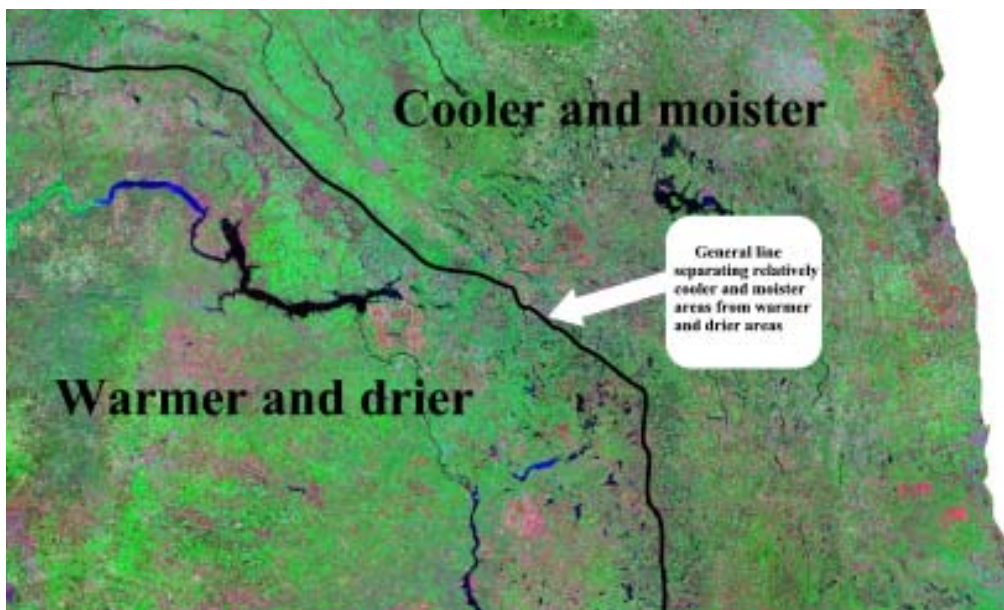 Cooler and moister
General line
separating relatively
cooler and moister
areas from warmer
and drier areas
Warmer and drier